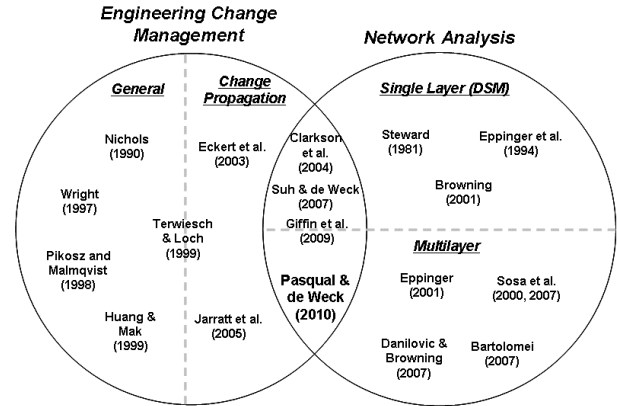 Engineering Change
Management
Network Analysis
General
Change
Propagation
Single Layer (DSM)
Nichols
(1990)
Eckert et al.
(2003)
Clarkson
et al.
(2004)
Steward
(1981)
Eppinger et al.
(1994)
Wright
(1997)
Suh & de Weck
(2007)
Browning
(2001)
Terwiesch
& Loch
(1999)
Giffin et al.
(2009)
Multilayer
Pikosz and
Malmqvist
(1998)
Pasqual &
de Weck
(2010)
Eppinger
(2001)
Sosa et al.
(2000, 2007)
Huang &
Mak
(1999)
Jarratt et al.
(2005)
Danilovic &
Browning
(2007)
Bartolomei
(2007)